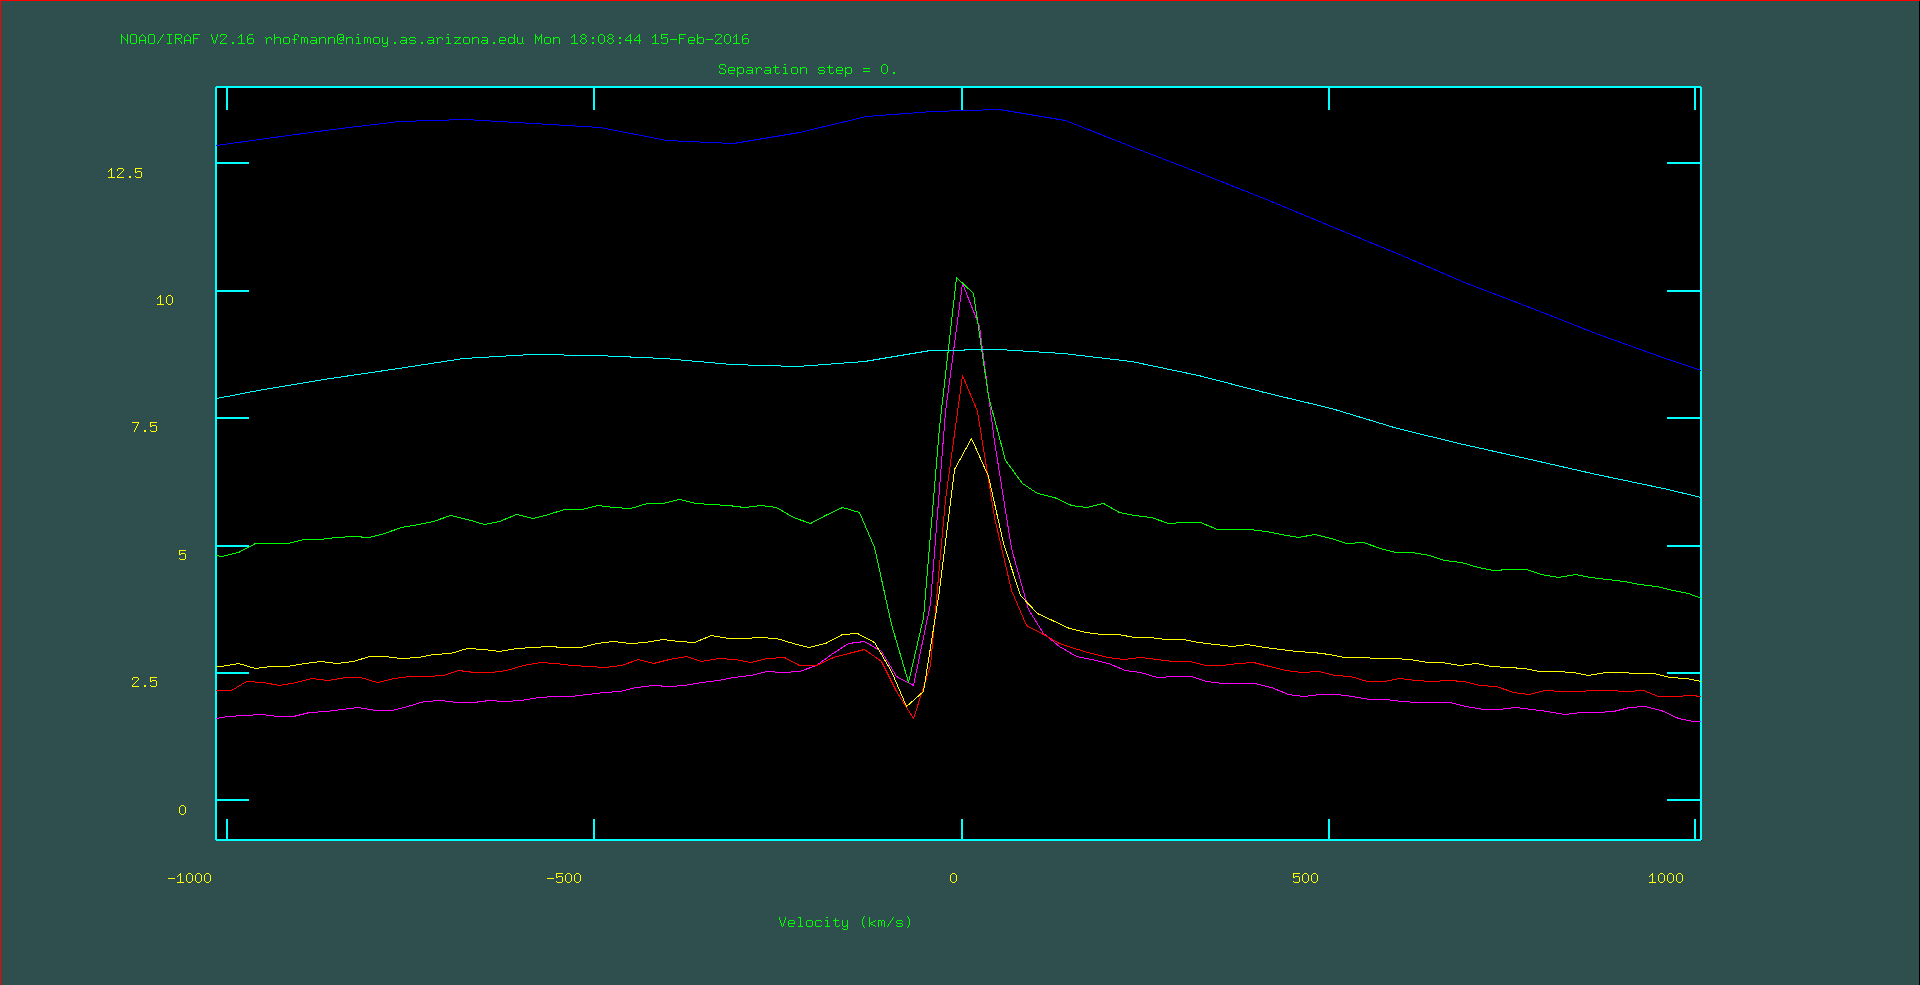 NOAO/IRAF V2.16 rhofmann@nimoy.as.arizona.edu Mon 18:08:44 15-Feb-2016
Separation step = 0.
12.5
10
7.5
5
2.5
0
-1000 -500 0 500 1000
Velocity (km/s)